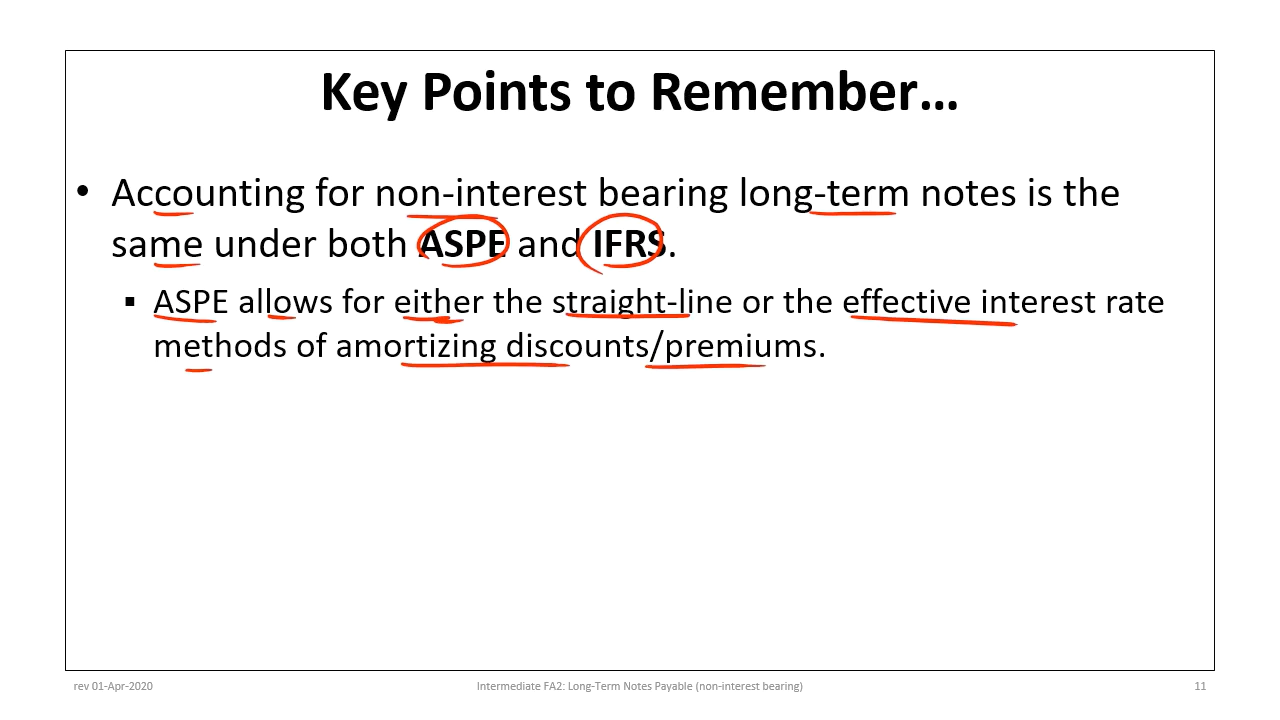 Key Points to Remember...
• Accounting for non-interest bearing long-term notes is the
same under both ASPE and IFRS.
▪ ASPE allows for either the straight-line or the effective interest rate
methods of amortizing discounts/premiums.
rev 01-Apr-2020
Intermediate FA2: Long-Term Notes Payable (non-interest bearing)
11